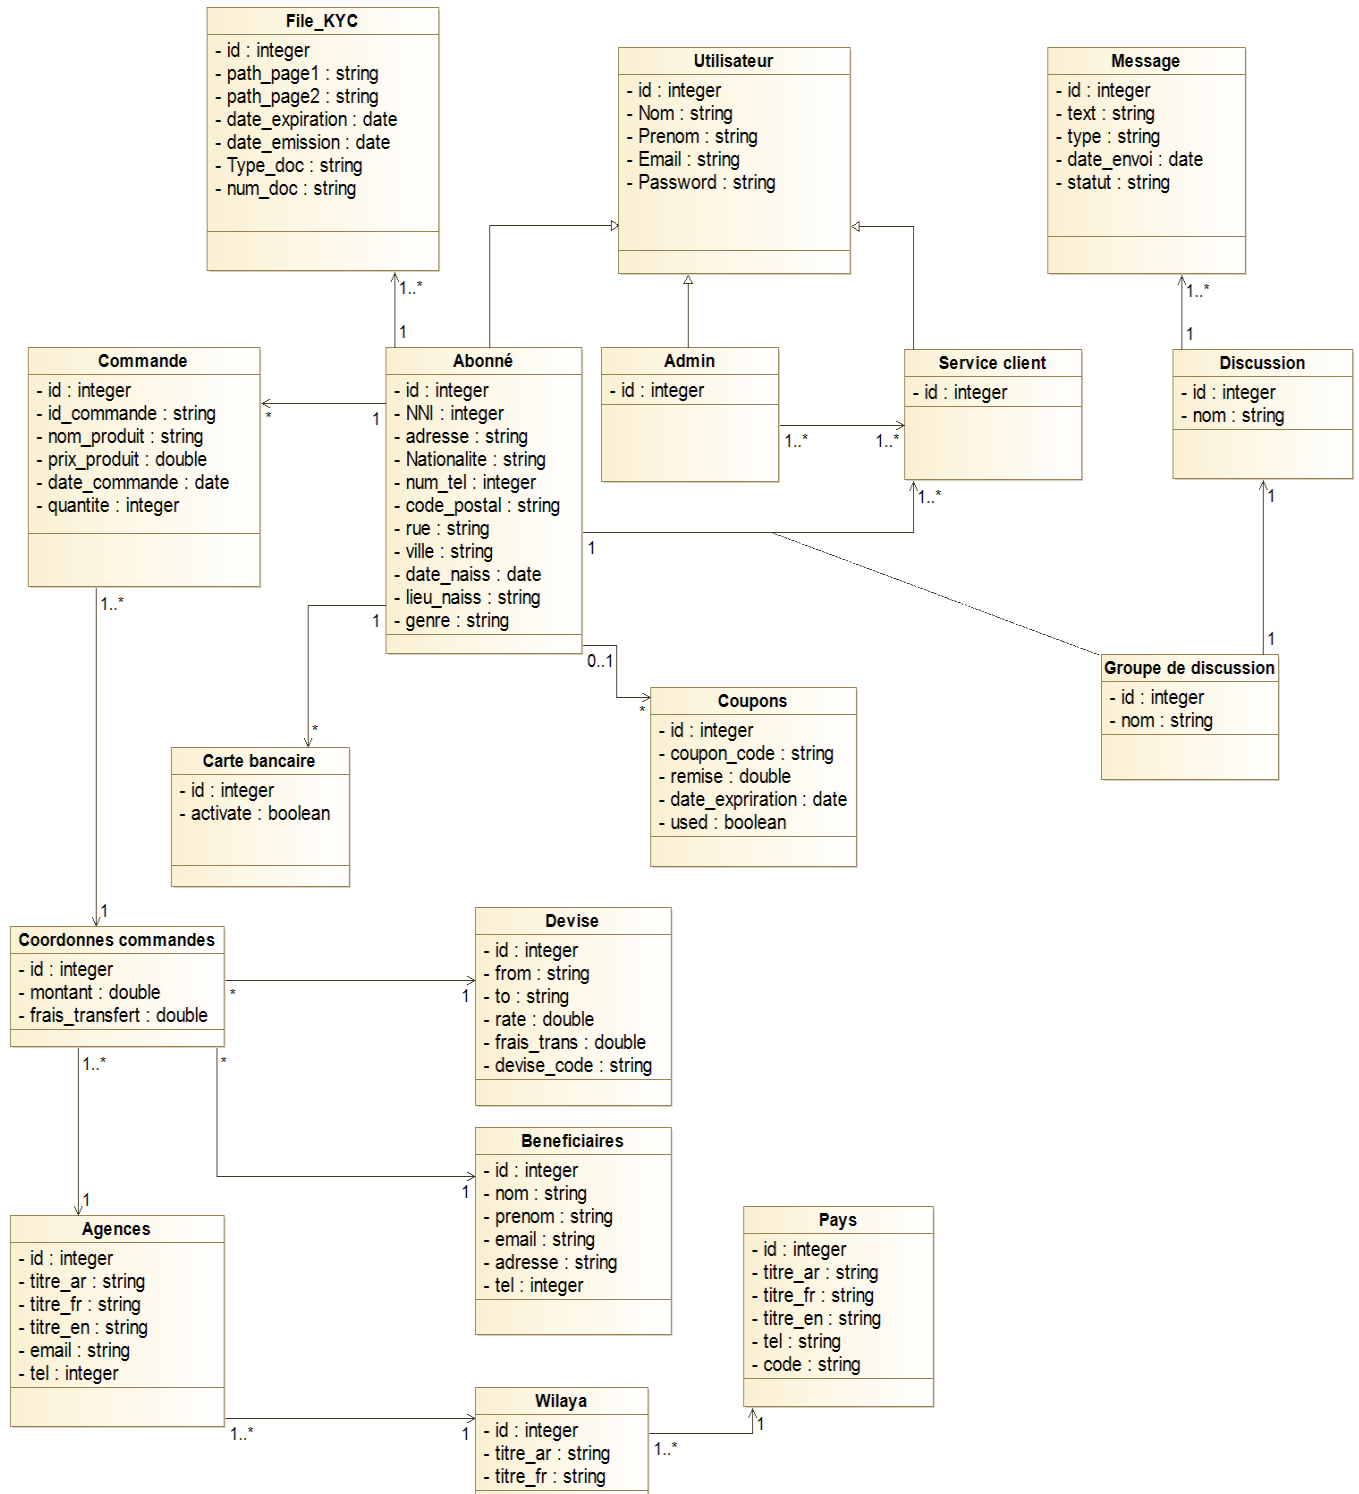 File_KYC
- id : integer
- path_page1 : string
- path_page2 : string
- date_expiration : date
- date_emission : date
- Type_doc : string
- num_doc : string
Utilisateur
- id : integer
- Nom : string
- Prenom : string
- Email : string
- Password : string
Message
- id : integer
- text : string
- type : string
- date_envoi : date
- statut : string
1..*
1
1..*
1
Commande
- id : integer
- id_commande : string
- nom_produit : string
- prix_produit : double
- date_commande : date
- quantite : integer
*
1
Abonné
- id : integer
- NNI : integer
- adresse : string
- Nationalite : string
- num_tel : integer
- code_postal : string
- rue : string
- ville : string
- date_naiss : date
- lieu_naiss : string
- genre : string
Admin
- id : integer
1..*
1..*
Service client
- id : integer
Discussion
- id : integer
- nom : string
1..*
1
1
1
1..*
1
*
0..1
*
Groupe de discussion
- id : integer
- nom : string
Coupons
- id : integer
- coupon_code : string
- remise : double
- date_expriration : date
- used : boolean
Carte bancaire
- id : integer
- activate : boolean
1
Coordonnes commandes
- id : integer
- montant : double
- frais_transfert : double
*
1
Devise
- id : integer
- from : string
- to : string
- rate : double
- frais_trans : double
- devise_code : string
1..*
*
1
1
Beneficiaires
- id : integer
- nom : string
- prenom : string
- email : string
- adresse : string
- tel : integer
Agences
- id : integer
- titre_ar : string
- titre_fr : string
- titre_en : string
- email : string
- tel : integer
Pays
- id : integer
- titre_ar : string
- titre_fr : string
- titre_en : string
- tel : string
- code : string
1..*
1
Wilaya
- id : integer
- titre_ar : string
- titre_fr : string
1..*
1